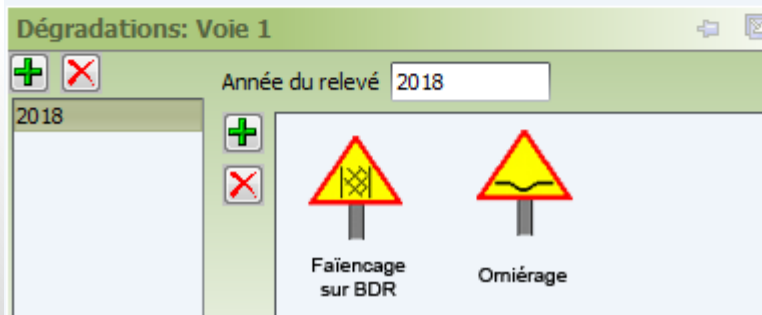 Dégradations: Voie 1
Année du relevé 2018
2018
Faïencage
sur BDR
Orniérage